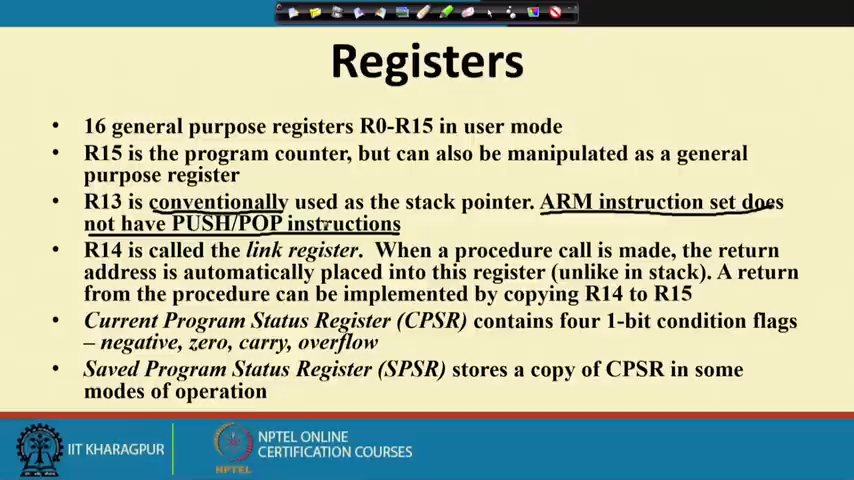 Registers
• 16 general purpose registers R0-R15 in user mode
• R15 is the program counter, but can also be manipulated as a general
purpose register
• R13 is conventionally used as the stack pointer. ARM instruction set does
not have PUSH/POP instructions
• R14 is called the link register. When a procedure call is made, the return
address is automatically placed into this register (unlike in stack). A return
from the procedure can be implemented by copying R14 to R15
• Current Program Status Register (CPSR) contains four 1-bit condition flags
– negative, zero, carry, overflow
• Saved Program Status Register (SPSR) stores a copy of CPSR in some
modes of operation
IIT KHARAGPUR
NPTEL
NPTEL ONLINE
CERTIFICATION COURSES